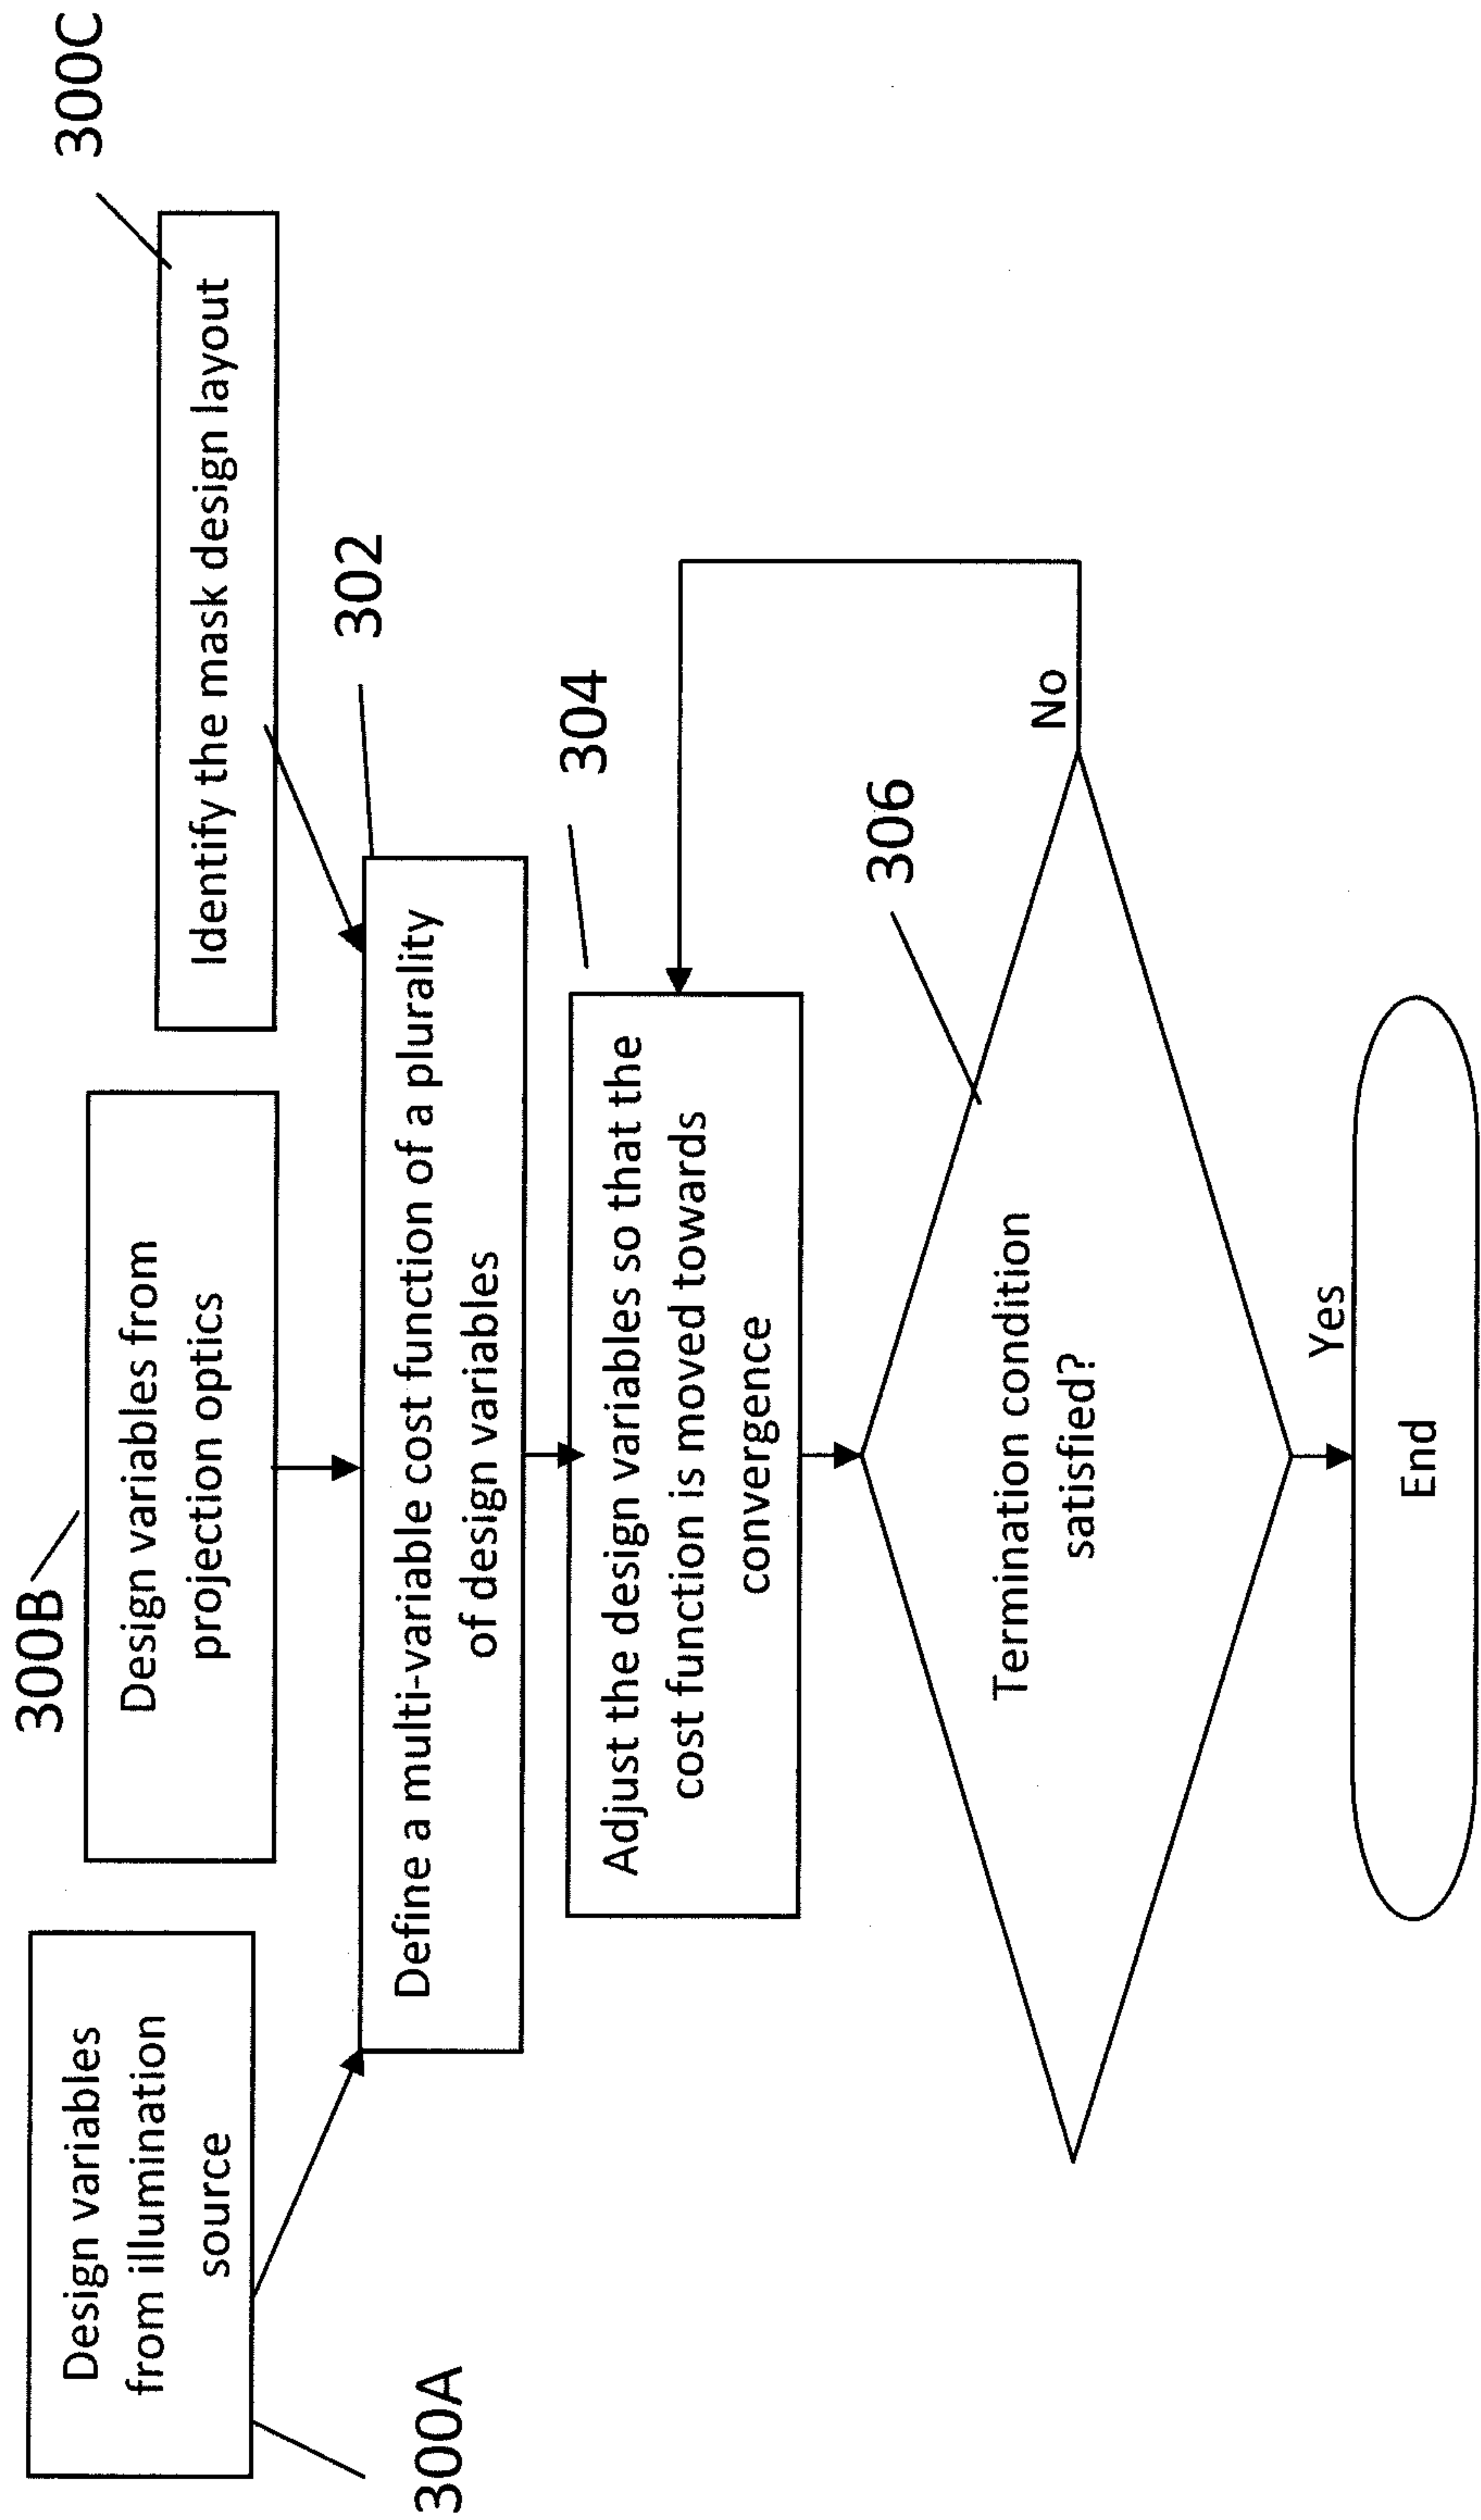 300A
Design variables
from illumination
source
300B
Design variables from
projection optics
300C
Identify the mask design layout
302
Define a multi-variable cost function of a plurality
of design variables
304
Adjust the design variables so that the
cost function is moved towards
convergence
306
Termination condition
satisfied?
No
Yes
End